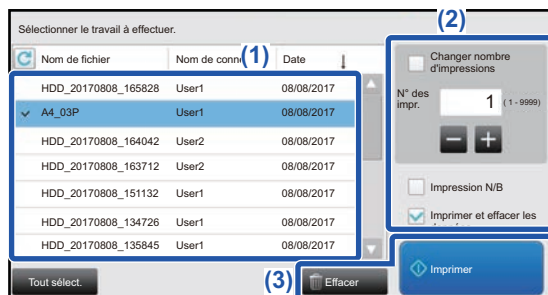 Sélectionner le travail à effectuer.
(2)
Nom de fichier Nom de conne (1) Date
HDD_20170808_165828 User1 08/08/2017
A4_03P User1 08/08/2017
HDD_20170808_164042 User2 08/08/2017
HDD_20170808_163712 User2 08/08/2017
HDD_20170808_151132 User1 08/08/2017
HDD_20170808_134726 User1 08/08/2017
HDD_20170808_135845 User1 08/08/2017
Changer nombre
d'impressions
N° des
impr. 1 (1 - 9999)
Impression N/B
Imprimer et effacer les
Tout sélect. (3) Effacer Imprimer